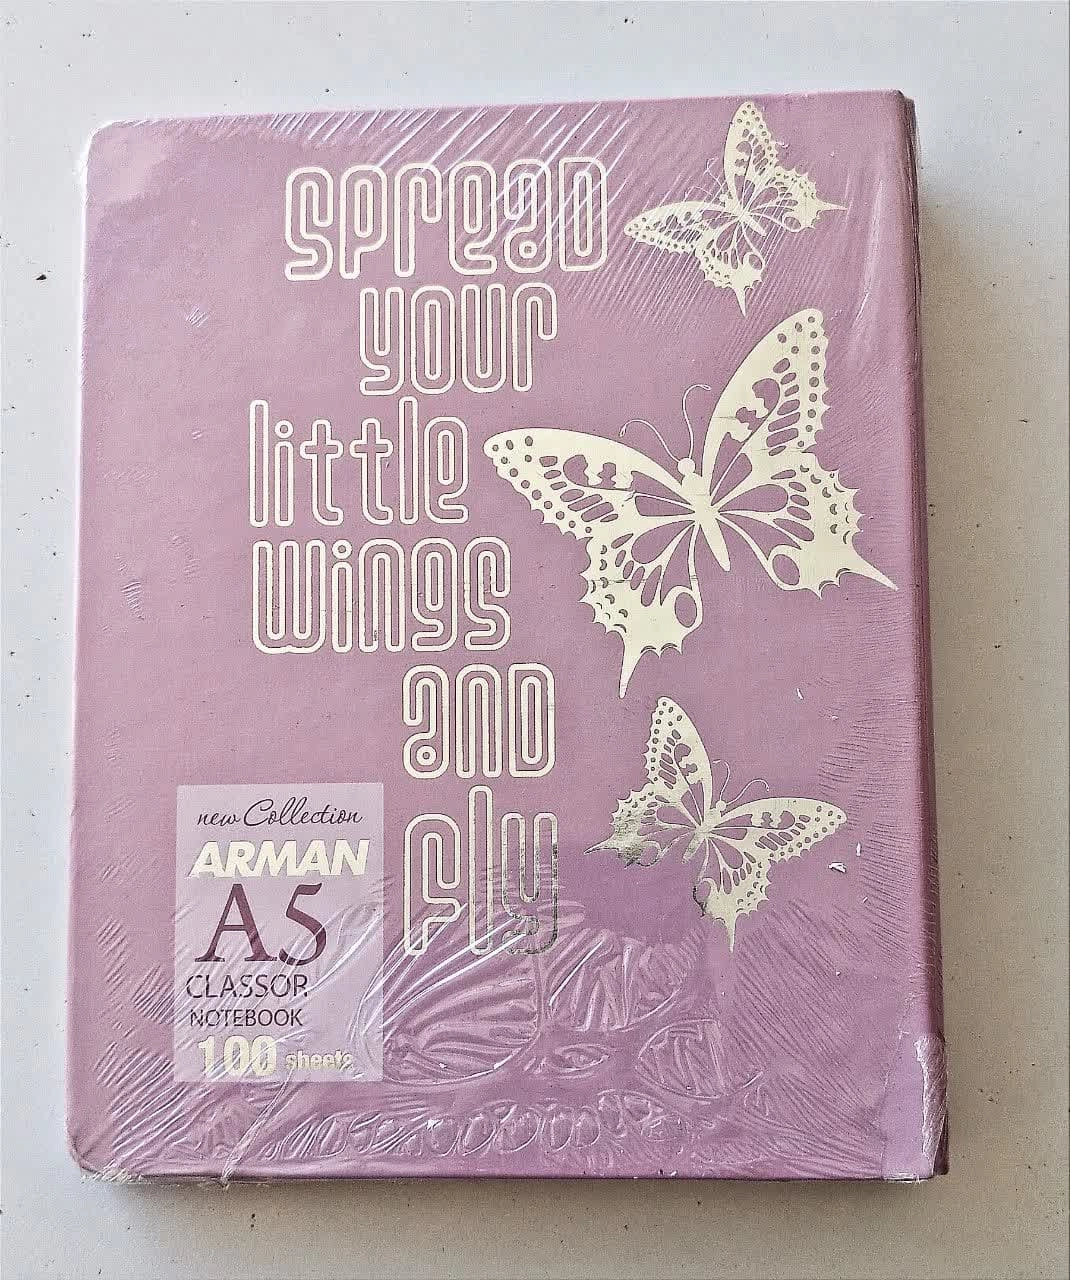 spread
your
little
wings
and
fly
new Collection
ARMAN
A5
CLASSOR
NOTEBOOK
100 sheets